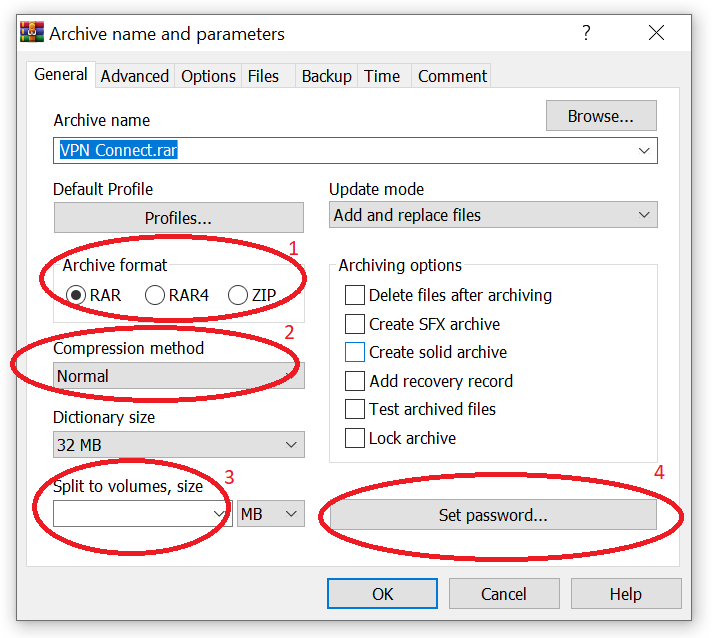 Archive name and parameters ?
General Advanced Options Files Backup Time Comment
Archive name Browse...
VPN Connect.rar
Default Profile Update mode
Profiles... Add and replace files
1
Archive format Archiving options
RAR RAR4 ZIP Delete files after archiving
2 Create SFX archive
Compression method Create solid archive
Normal Add recovery record
Dictionary size Test archived files
32 MB Lock archive
3 4
Split to volumes, size
MB Set password...
OK Cancel Help